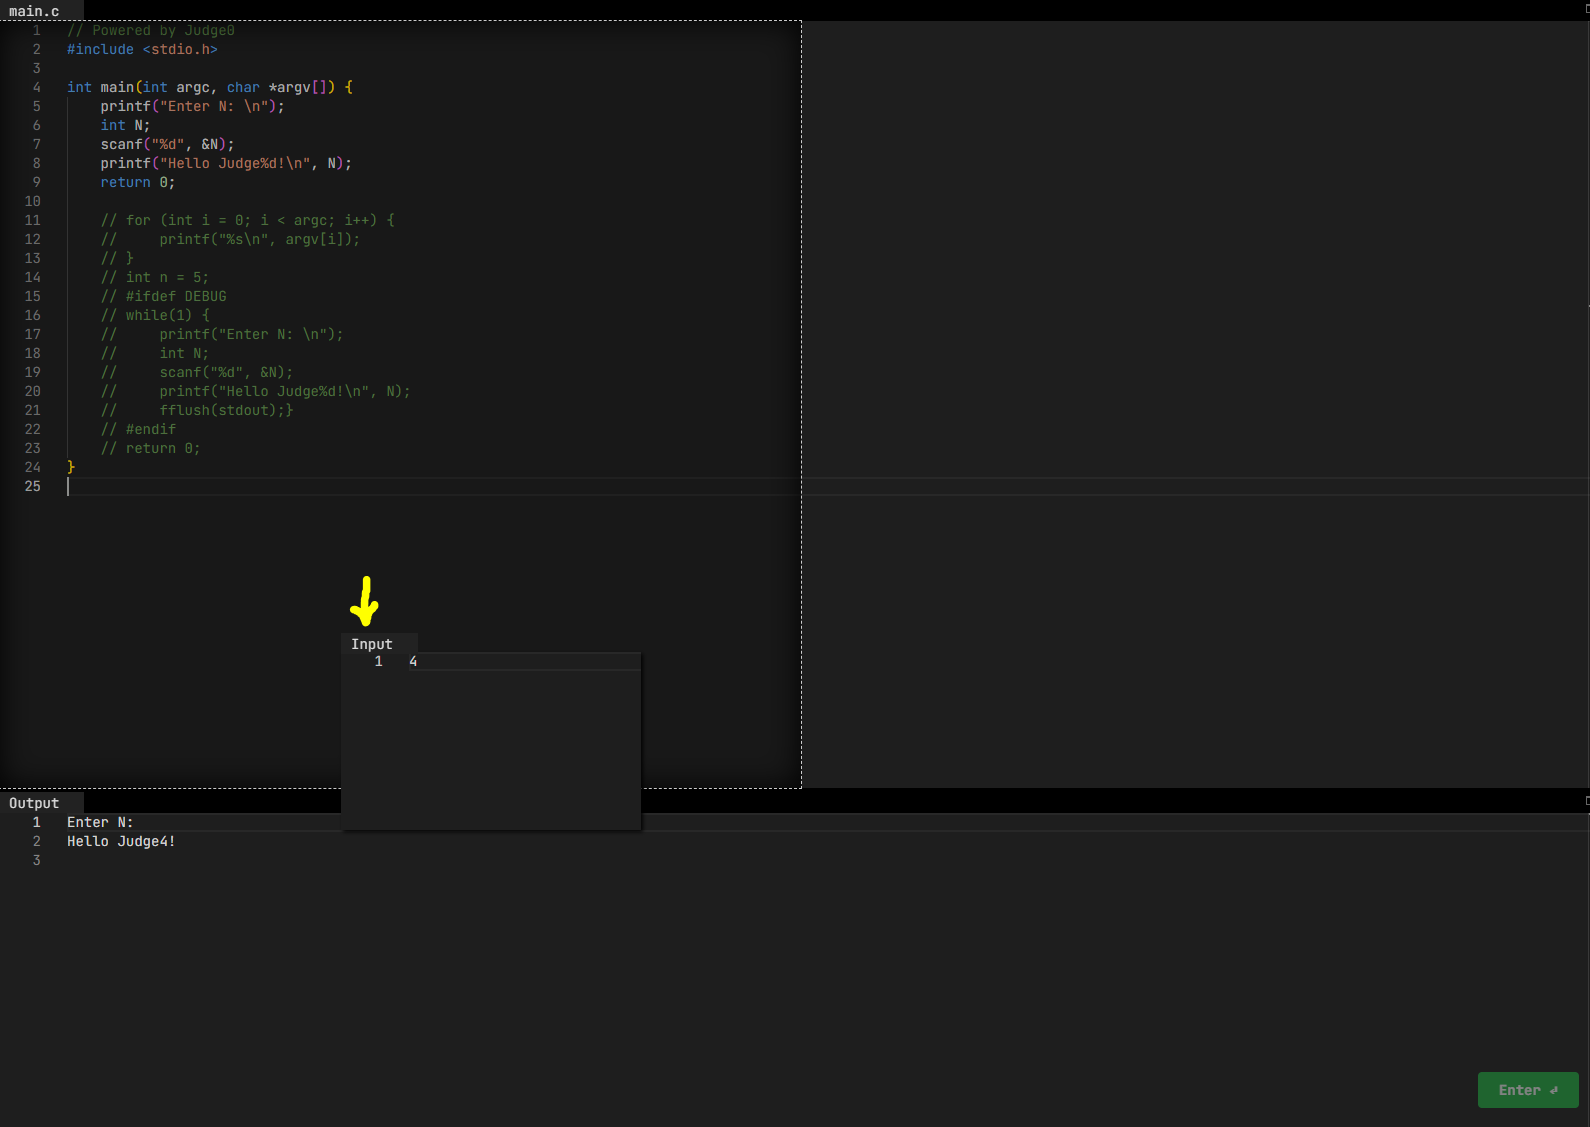 main.c
1 // Powered by Judge0
2 #include <stdio.h>
3
4 int main(int argc, char *argv[]) {
5     printf("Enter N: \n");
6     int N;
7     scanf("%d", &N);
8     printf("Hello Judge%d!\n", N);
9     return 0;
10
11     // for (int i = 0; i < argc; i++) {
12     //     printf("%s\n", argv[i]);
13     // }
14     // int n = 5;
15     // #ifdef DEBUG
16     // while(1) {
17     //     printf("Enter N: \n");
18     //     int N;
19     //     scanf("%d", &N);
20     //     printf("Hello Judge%d!\n", N);
21     //     fflush(stdout);}
22     // #endif
23     // return 0;
24 }
25
Input
1 4
Output
1 Enter N:
2 Hello Judge4!
3
Enter ⏎